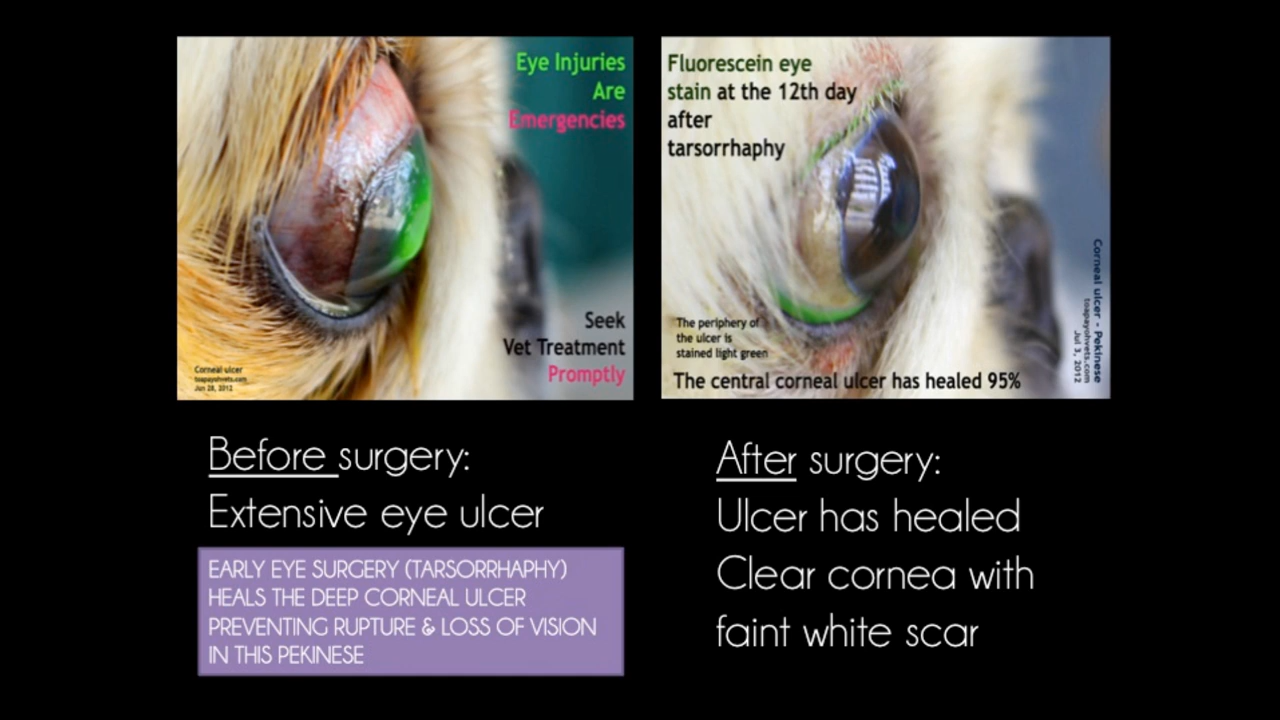 Eye Injuries
Are
Emergencies
Seek
Vet Treatment
Promptly
Corneal ulcer
toapayohvets.com
Jun 28, 2012
Fluorescein eye
stain at the 12th day
after
tarsorrhaphy
The periphery of
the ulcer is
stained light green
The central corneal ulcer has healed 95%
Corneal ulcer - Pekinese
toapayohvets.com
Jul 3, 2012
Before surgery:
Extensive eye ulcer
EARLY EYE SURGERY (TARSORRHAPHY)
HEALS THE DEEP CORNEAL ULCER
PREVENTING RUPTURE & LOSS OF VISION
IN THIS PEKINESE
After surgery:
Ulcer has healed
Clear cornea with
faint white scar